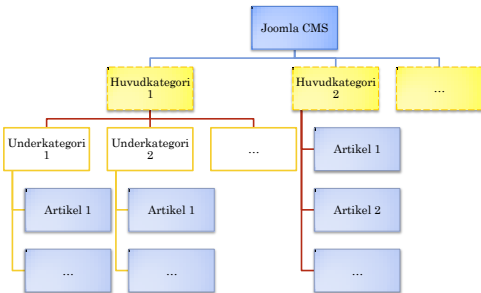 Joomla CMS
Huvudkategori
1
Huvudkategori
2
...
Underkategori
1
Underkategori
2
...
Artikel 1
Artikel 1
Artikel 1
Artikel 2
...
...
...